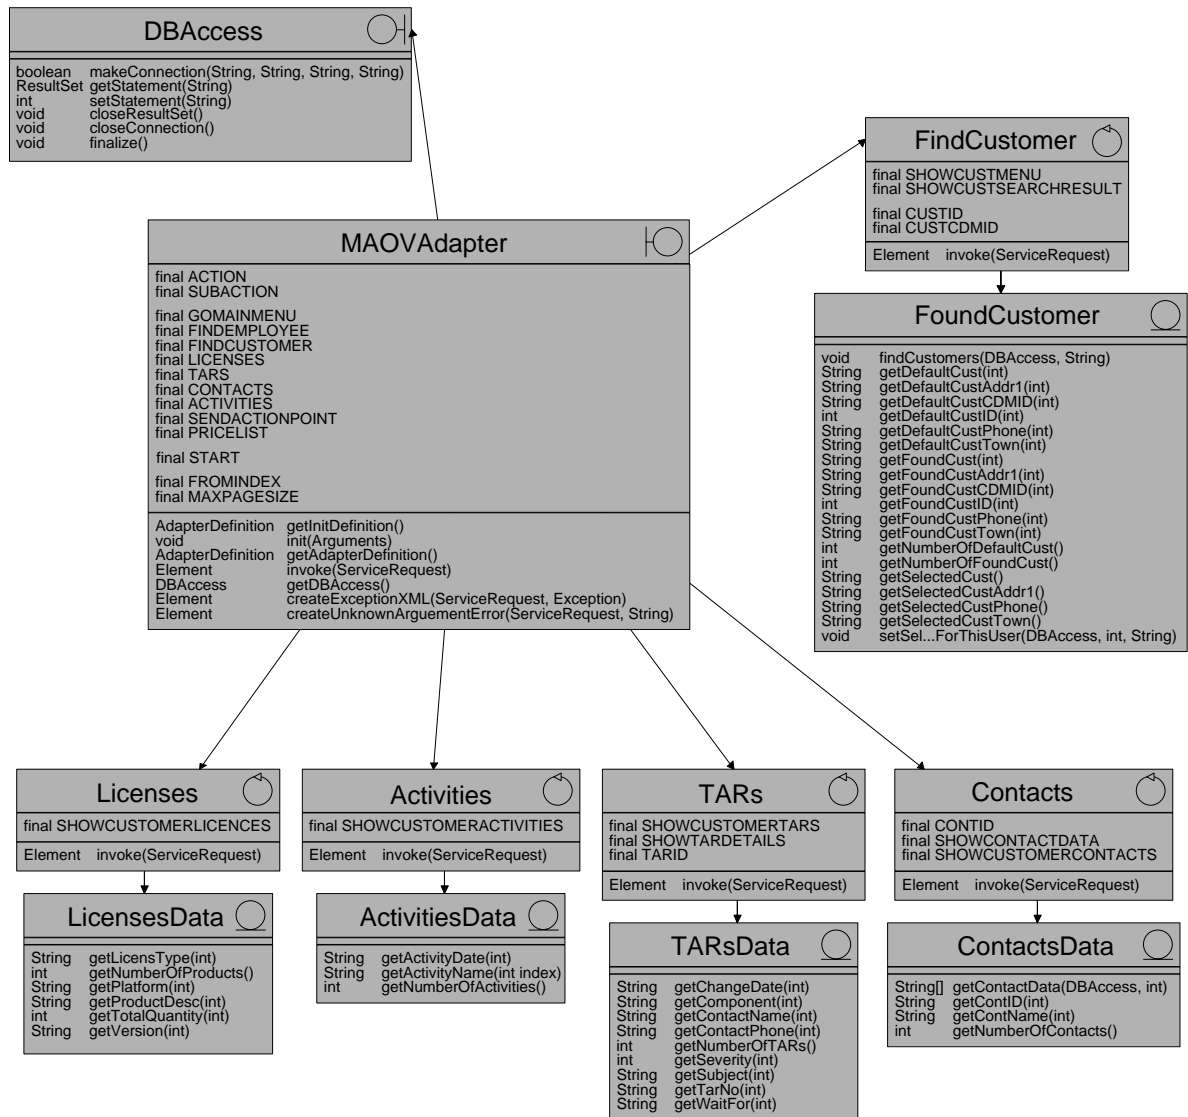 DBAccess
boolean makeConnection(String, String, String, String)
ResultSet getStatement(String)
int setStatement(String)
void closeResultSet()
void closeConnection()
void finalize()
FindCustomer
final SHOWCUSTMENU
final SHOWCUSTSEARCHRESULT
final CUSTID
final CUSTCDMID
Element invoke(ServiceRequest)
MAOVAdapter
final ACTION
final SUBACTION
final GOMAINMENU
final FINDEMPLOYEE
final FINDCUSTOMER
final LICENSES
final TARS
final CONTACTS
final ACTIVITIES
final SENDACTIONPOINT
final PRICELIST
final START
final FROMINDEX
final MAXPAGESIZE
AdapterDefinition getInitDefinition()
void init(Arguments)
AdapterDefinition getAdapterDefinition()
Element invoke(ServiceRequest)
DBAccess getDBAccess()
Element createExceptionXML(ServiceRequest, Exception)
Element createUnknownArguementError(ServiceRequest, String)
FoundCustomer
void findCustomers(DBAccess, String)
String getDefaultCust(int)
String getDefaultCustAddr1(int)
String getDefaultCustCDMID(int)
int getDefaultCustID(int)
String getDefaultCustPhone(int)
String getDefaultCustTown(int)
String getFoundCust(int)
String getFoundCustAddr1(int)
String getFoundCustCDMID(int)
int getFoundCustID(int)
String getFoundCustPhone(int)
String getFoundCustTown(int)
int getNumberOfDefaultCust()
int getNumberOfFoundCust()
String getSelectedCust()
String getSelectedCustAddr1()
String getSelectedCustPhone()
String getSelectedCustTown()
void setSel...ForThisUser(DBAccess, int, String)
Licenses
final SHOWCUSTOMERLICENCES
Element invoke(ServiceRequest)
LicensesData
String getLicensType(int)
int getNumberOfProducts()
String getPlatform(int)
String getProductDesc(int)
int getTotalQuantity(int)
String getVersion(int)
Activities
final SHOWCUSTOMERACTIVITIES
Element invoke(ServiceRequest)
ActivitiesData
String getActivityDate(int)
String getActivityName(int index)
int getNumberOfActivities()
TARs
final SHOWCUSTOMERTARS
final SHOWTARDETAILS
final TARID
Element invoke(ServiceRequest)
TARsData
String getChangeDate(int)
String getComponent(int)
String getContactName(int)
String getContactPhone(int)
int getNumberOfTARs()
int getSeverity(int)
String getSubject(int)
String getTarNo(int)
String getWaitFor(int)
Contacts
final CONTID
final SHOWCONTACTDATA
final SHOWCUSTOMERCONTACTS
Element invoke(ServiceRequest)
ContactsData
String[] getContactData(DBAccess, int)
String getContID(int)
String getContName(int)
int getNumberOfContacts()